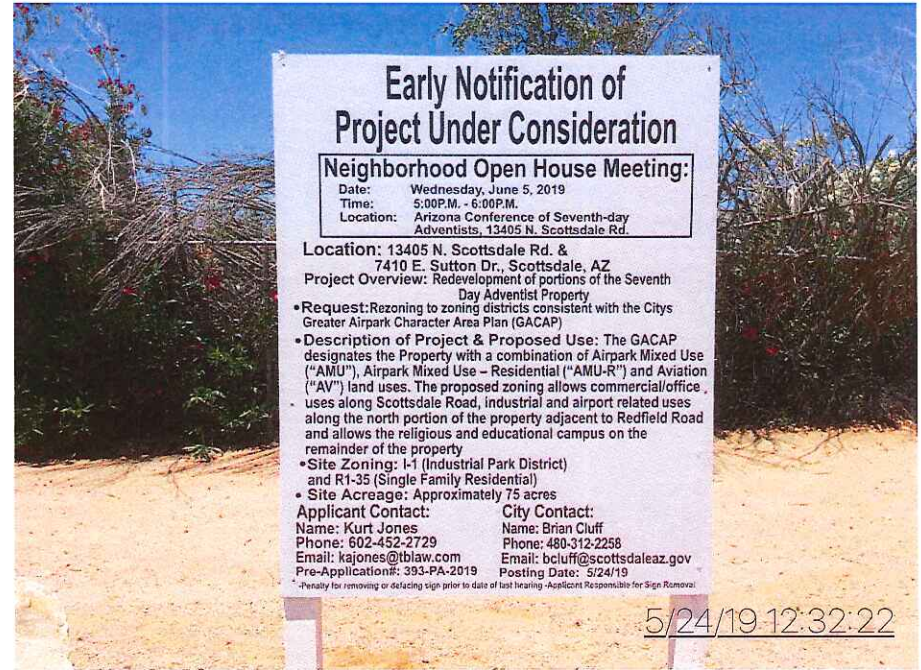 Early Notification of
Project Under Consideration
Neighborhood Open House Meeting:
Date: Wednesday, June 5, 2019
Time: 5:00P.M. - 6:00P.M.
Location: Arizona Conference of Seventh-day
Adventists, 13405 N. Scottsdale Rd.
Location: 13405 N. Scottsdale Rd. &
7410 E. Sutton Dr., Scottsdale, AZ
Project Overview: Redevelopment of portions of the Seventh
Day Adventist Property
•Request:Rezoning to zoning districts consistent with the Citys
Greater Airpark Character Area Plan (GACAP)
•Description of Project & Proposed Use: The GACAP
designates the Property with a combination of Airpark Mixed Use
("AMU"), Airpark Mixed Use – Residential ("AMU-R") and Aviation
("AV") land uses. The proposed zoning allows commercial/office
uses along Scottsdale Road, industrial and airport related uses
along the north portion of the property adjacent to Redfield Road
and allows the religious and educational campus on the
remainder of the property
•Site Zoning: I-1 (Industrial Park District)
and R1-35 (Single Family Residential)
• Site Acreage: Approximately 75 acres
Applicant Contact: City Contact:
Name: Kurt Jones Name: Brian Cluff
Phone: 602-452-2729 Phone: 480-312-2258
Email: kajones@tblaw.com Email: bcluff@scottsdaleaz.gov
Pre-Application#: 393-PA-2019 Posting Date: 5/24/19
-Penalty for removing or defacing sign prior to date of last hearing -Applicant Responsible for Sign Removal
5/24/19 12:32:22